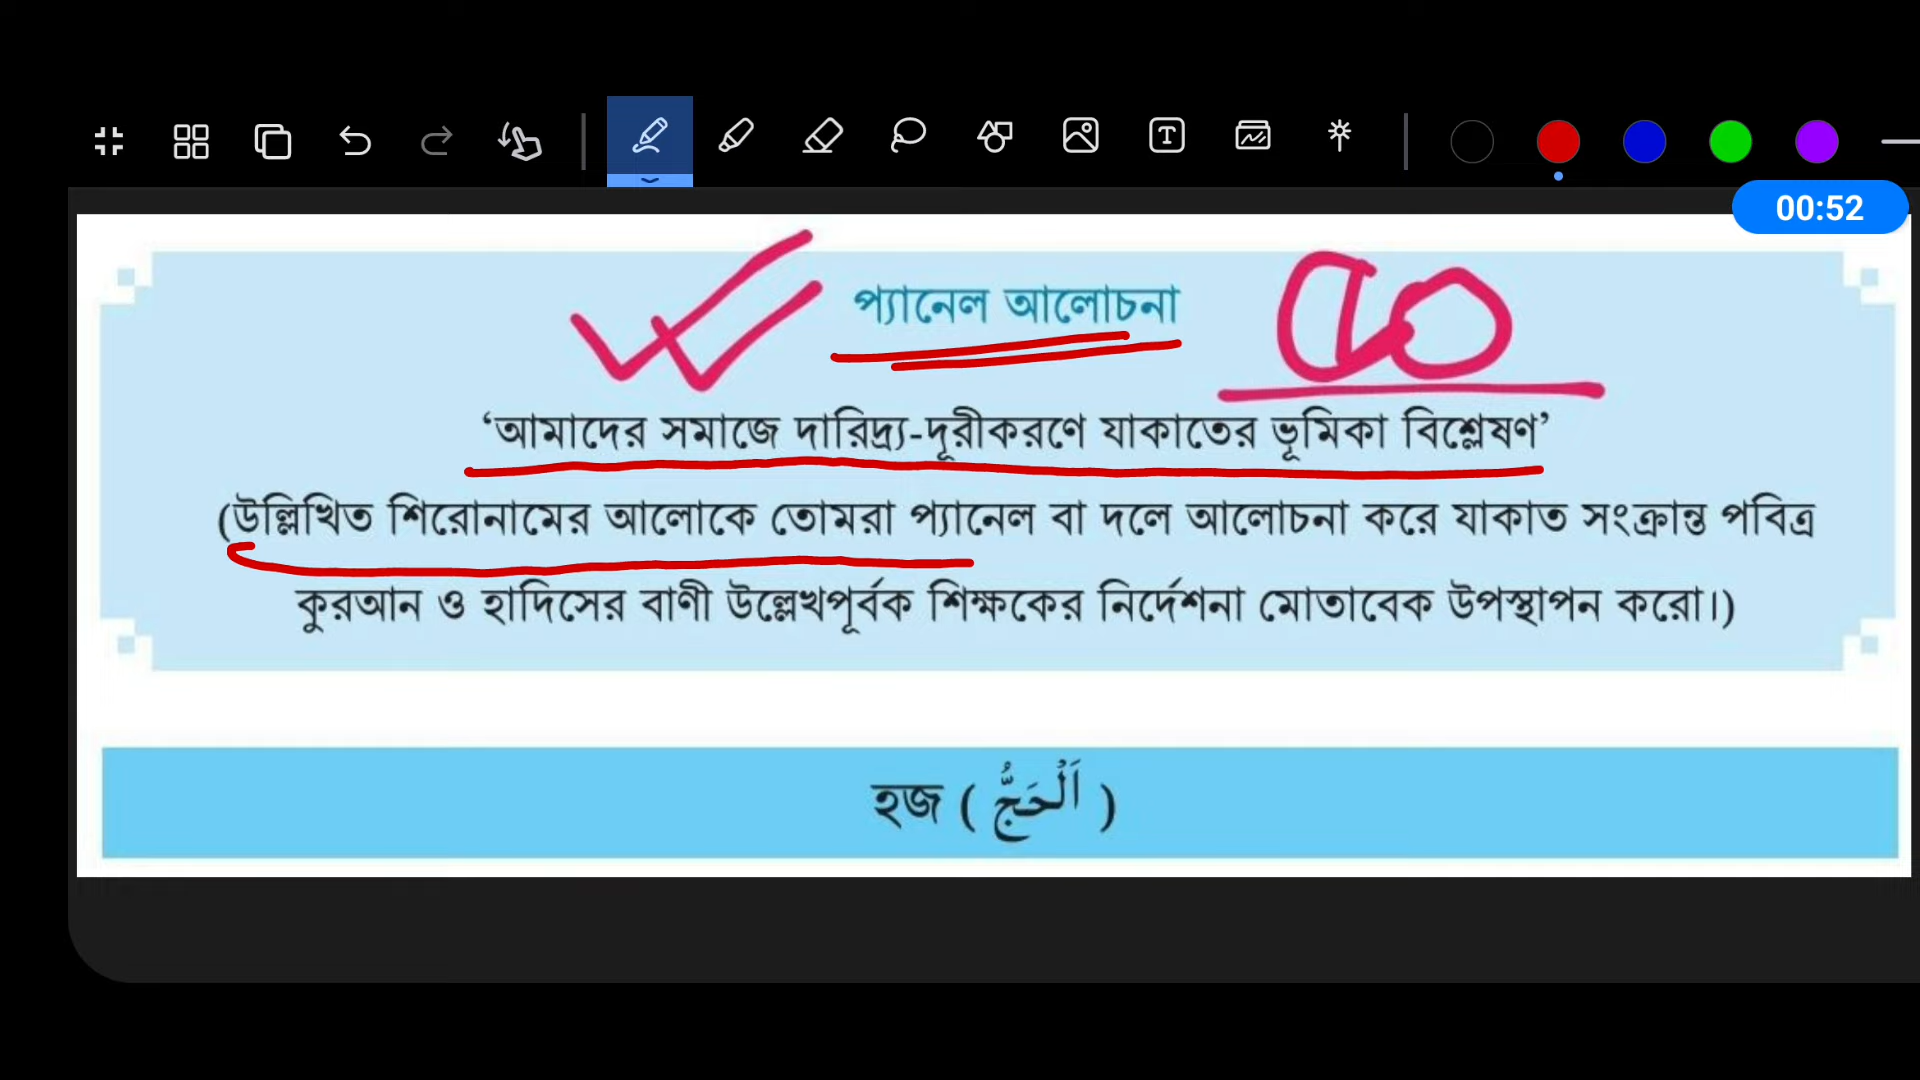 00:52
প্যানেল আলোচনা
‘আমাদের সমাজে দারিদ্র্য-দূরীকরণে যাকাতের ভূমিকা বিশ্লেষণ’
(উল্লিখিত শিরোনামের আলোকে তোমরা প্যানেল বা দলে আলোচনা করে যাকাত সংক্রান্ত পবিত্র
কুরআন ও হাদিসের বাণী উল্লেখপূর্বক শিক্ষকের নির্দেশনা মোতাবেক উপস্থাপন করো।)
হজ ( اَلْحَجُّ )